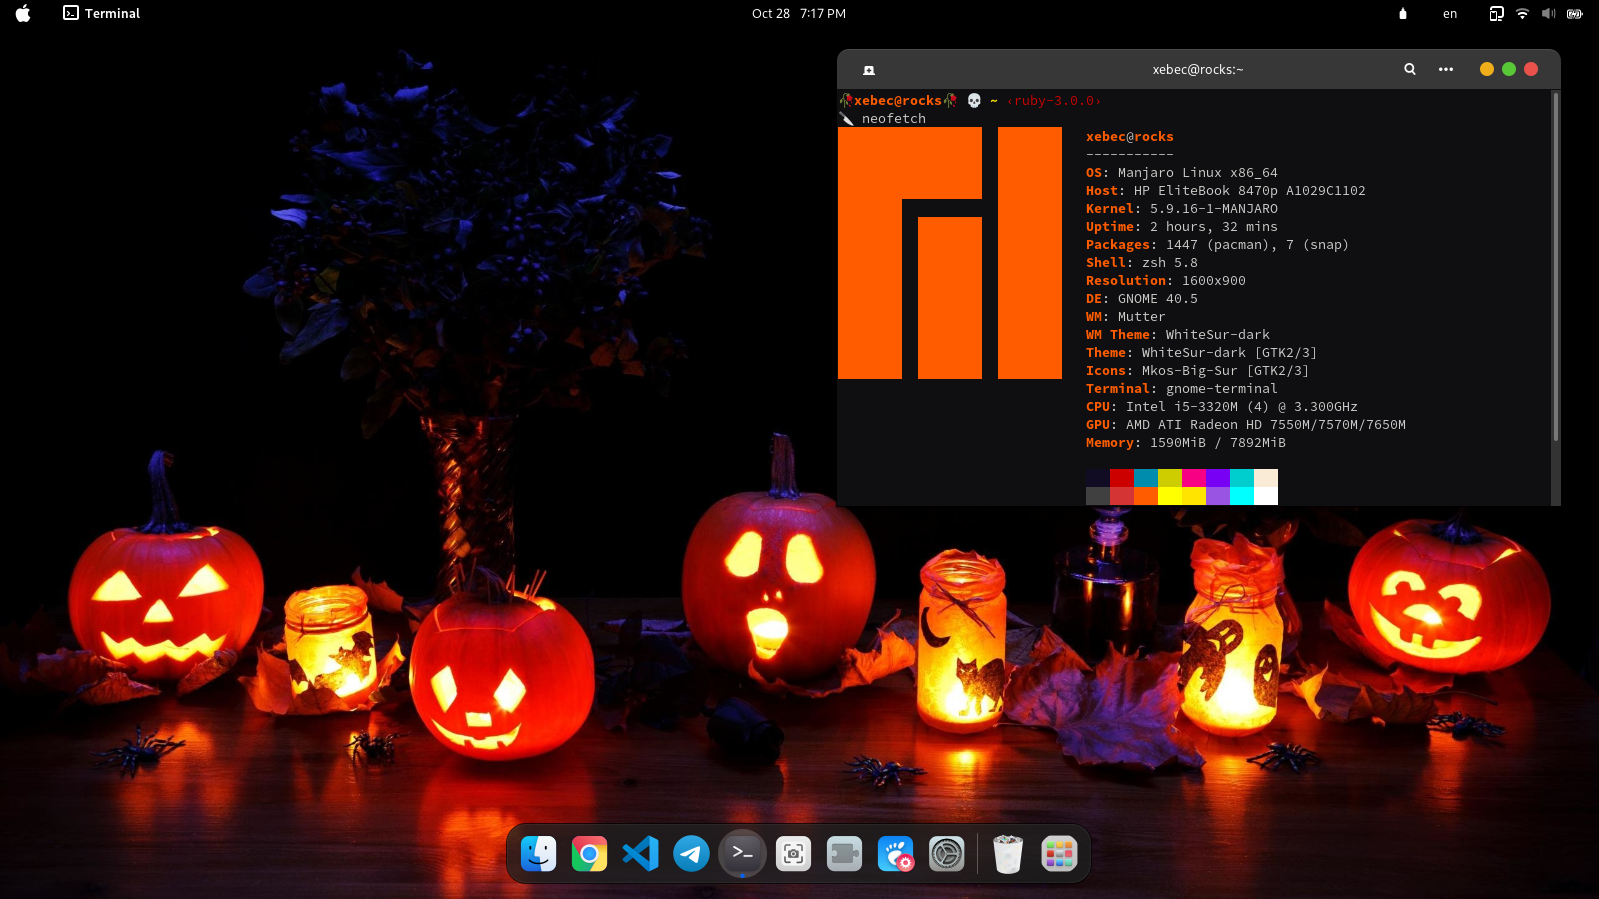 Terminal
Oct 28 7:17 PM
en
xebec@rocks:~
xebec@rocks ~ ‹ruby-3.0.0›
neofetch
xebec@rocks
-----------
OS: Manjaro Linux x86_64
Host: HP EliteBook 8470p A1029C1102
Kernel: 5.9.16-1-MANJARO
Uptime: 2 hours, 32 mins
Packages: 1447 (pacman), 7 (snap)
Shell: zsh 5.8
Resolution: 1600x900
DE: GNOME 40.5
WM: Mutter
WM Theme: WhiteSur-dark
Theme: WhiteSur-dark [GTK2/3]
Icons: Mkos-Big-Sur [GTK2/3]
Terminal: gnome-terminal
CPU: Intel i5-3320M (4) @ 3.300GHz
GPU: AMD ATI Radeon HD 7550M/7570M/7650M
Memory: 1590MiB / 7892MiB